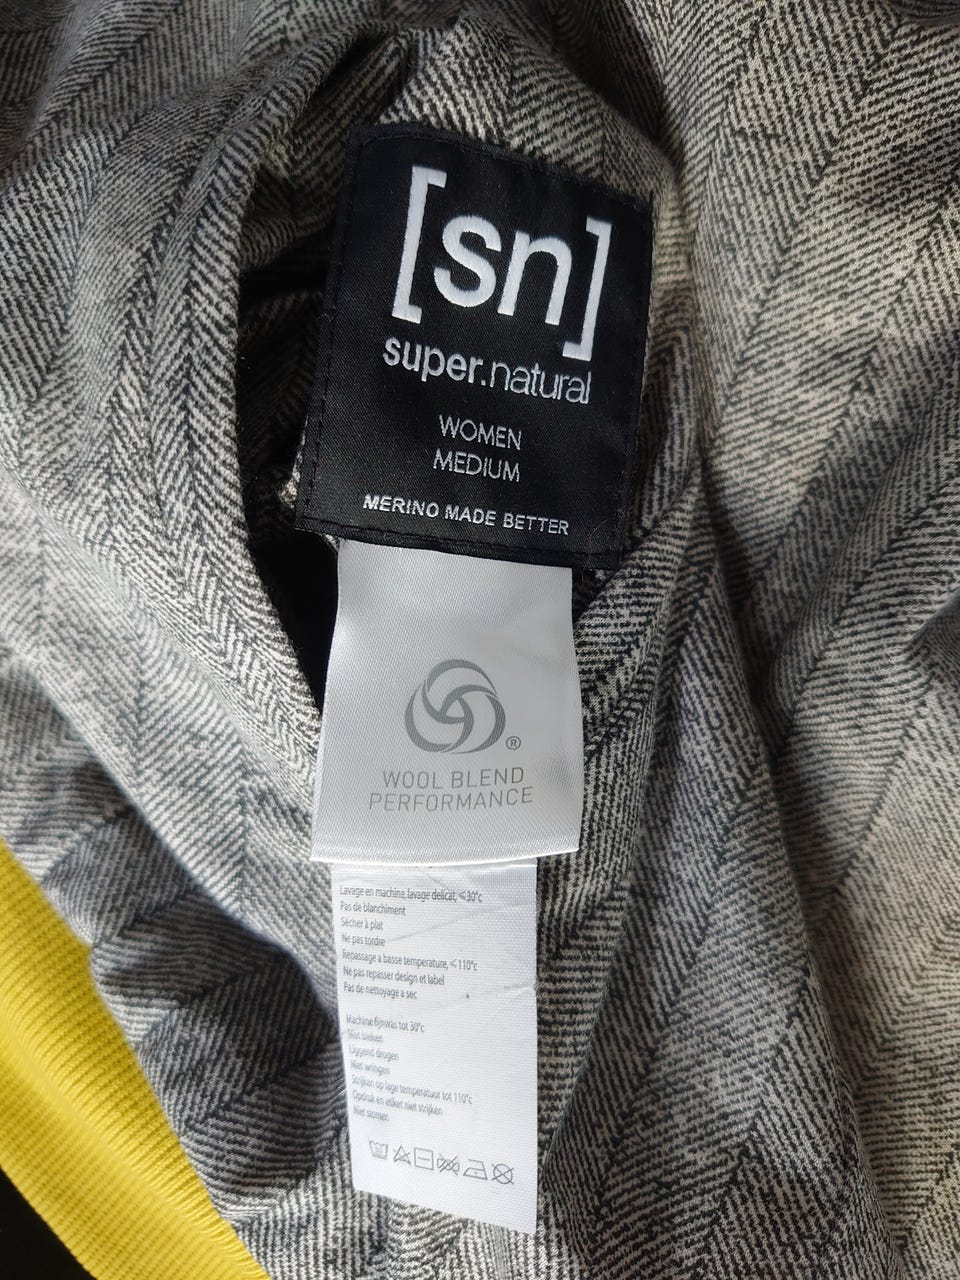 [sn]
super.natural
WOMEN
MEDIUM
MERINO MADE BETTER
®
WOOL BLEND
PERFORMANCE
Lavage en machine, lavage délicat, ≤30°c
Pas de blanchiment
Sécher à plat
Ne pas tordre
Repassage a basse temperature, ≤110°c
Ne pas repasser design et label
Pas de nettoyage a sec
Machine fijnwas tot 30°c
Niet bleken
Liggend drogen
Niet wringen
Strijken op lage temperatuur tot 110°c
Opdruk en etiket niet strijken
Niet stomen